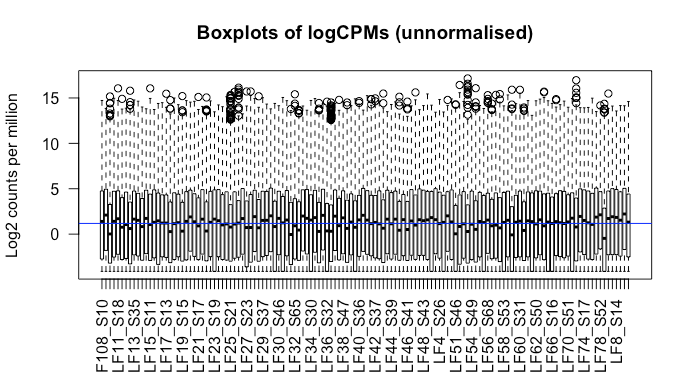 Boxplots of logCPMs (unnormalised)
Log2 counts per million
15
10
5
0
F108_S10
LF11_S18
LF13_S35
LF15_S11
LF17_S13
LF19_S15
LF21_S17
LF23_S19
LF25_S21
LF27_S23
LF29_S37
LF30_S46
LF32_S65
LF34_S30
LF36_S32
LF38_S47
LF40_S36
LF42_S37
LF44_S39
LF46_S41
LF48_S43
LF4_S26
LF51_S46
LF54_S49
LF56_S68
LF58_S53
LF60_S31
LF62_S50
LF66_S16
LF70_S51
LF74_S17
LF78_S52
LF8_S14